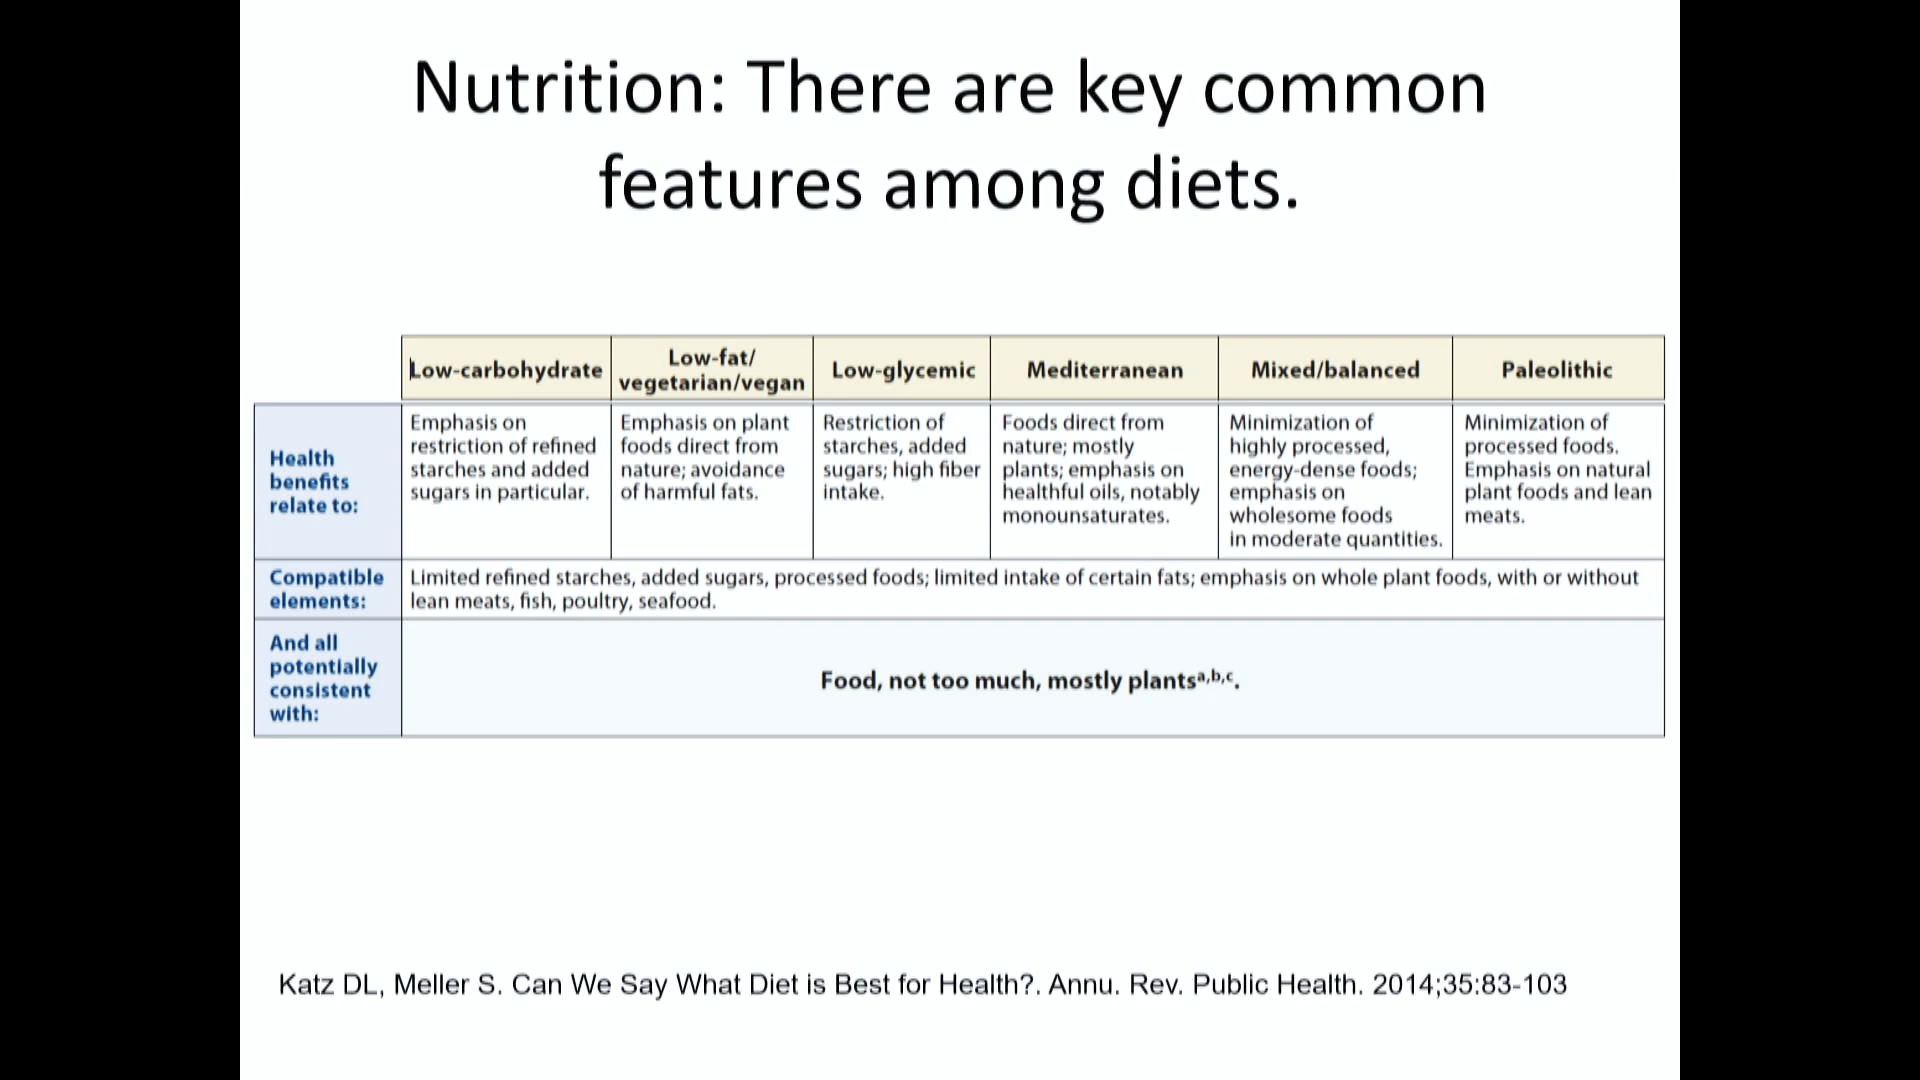 Nutrition: There are key common
features among diets.
Low-carbohydrate
Low-fat/
vegetarian/vegan
Low-glycemic
Mediterranean
Mixed/balanced
Paleolithic
Health
benefits
relate to:
Emphasis on
restriction of refined
starches and added
sugars in particular.
Emphasis on plant
foods direct from
nature; avoidance
of harmful fats.
Restriction of
starches, added
sugars; high fiber
intake.
Foods direct from
nature; mostly
plants; emphasis on
healthful oils, notably
monounsaturates.
Minimization of
highly processed,
energy-dense foods;
emphasis on
wholesome foods
in moderate quantities.
Minimization of
processed foods.
Emphasis on natural
plant foods and lean
meats.
Compatible
elements:
Limited refined starches, added sugars, processed foods; limited intake of certain fats; emphasis on whole plant foods, with or without
lean meats, fish, poultry, seafood.
And all
potentially
consistent
with:
Food, not too much, mostly plantsᵃ,ᵇ,ᶜ.
Katz DL, Meller S. Can We Say What Diet is Best for Health?. Annu. Rev. Public Health. 2014;35:83-103